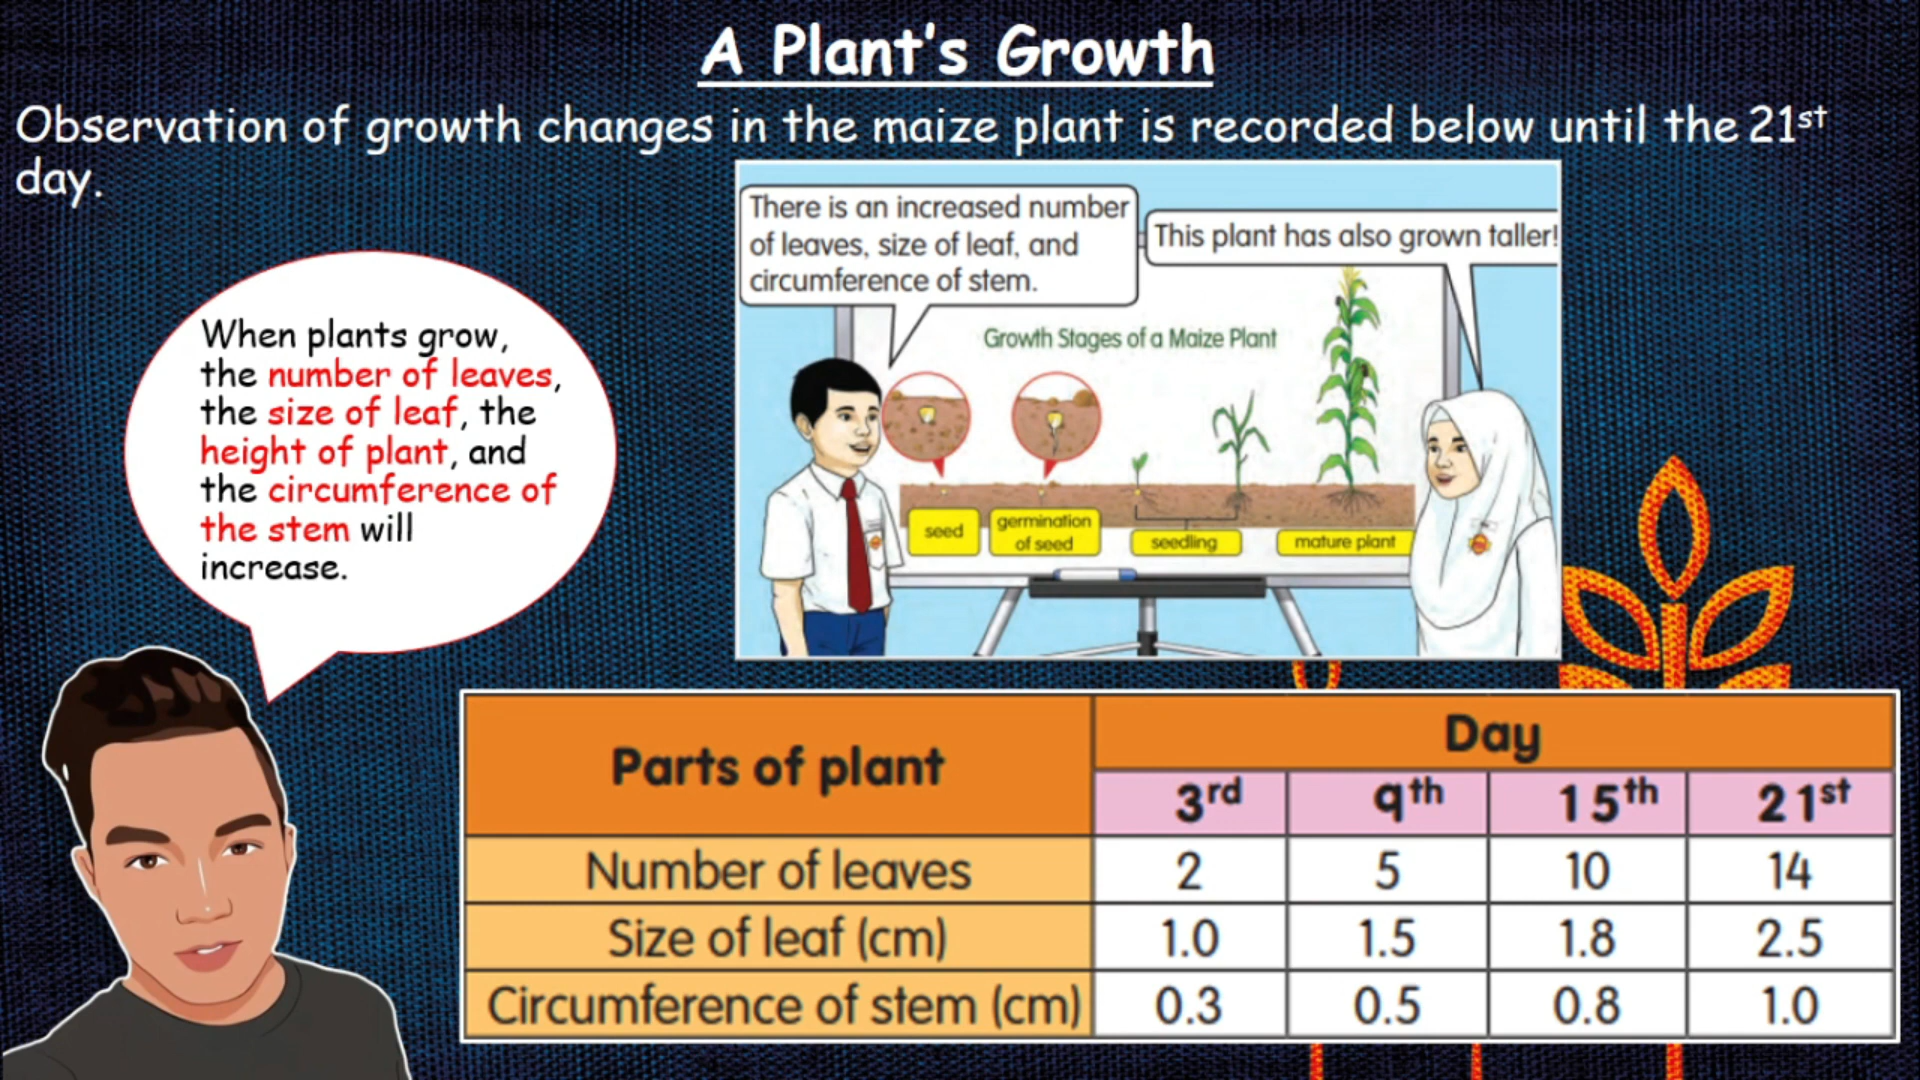 A Plant's Growth
Observation of growth changes in the maize plant is recorded below until the 21st
day.
There is an increased number
of leaves, size of leaf, and
circumference of stem.
This plant has also grown taller!
When plants grow,
the number of leaves,
the size of leaf, the
height of plant, and
the circumference of
the stem will
increase.
Growth Stages of a Maize Plant
seed
germination
of seed
seedling
mature plant
Parts of plant
Day
3rd 9th 15th 21st
Number of leaves 2 5 10 14
Size of leaf (cm) 1.0 1.5 1.8 2.5
Circumference of stem (cm) 0.3 0.5 0.8 1.0